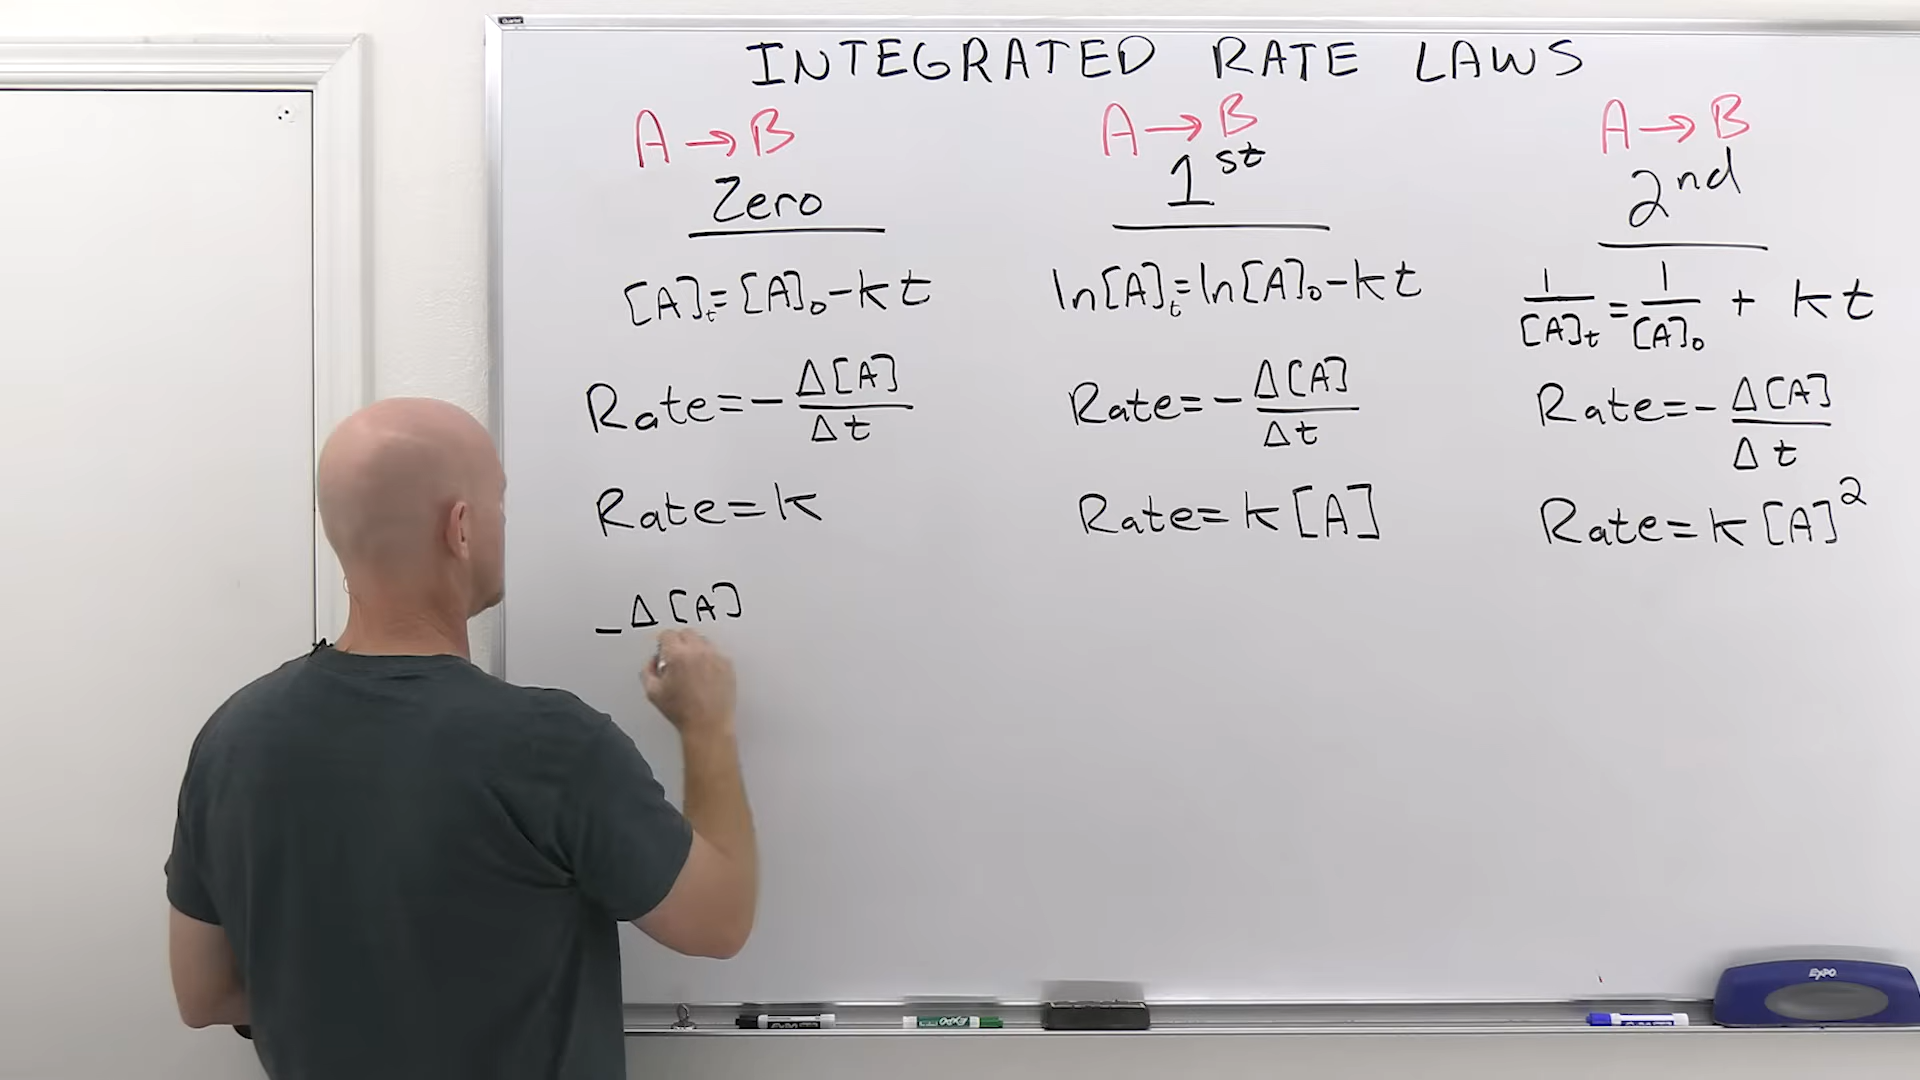 INTEGRATED RATE LAWS
A → B
Zero
[A]ₜ = [A]₀ - kt
Rate = - Δ[A]/Δt
Rate = k
- Δ[A]
A → B
1st
ln[A]ₜ = ln[A]₀ - kt
Rate = - Δ[A]/Δt
Rate = k[A]
A → B
2nd
1/[A]ₜ = 1/[A]₀ + kt
Rate = - Δ[A]/Δt
Rate = k[A]²
EXPO
EXPO